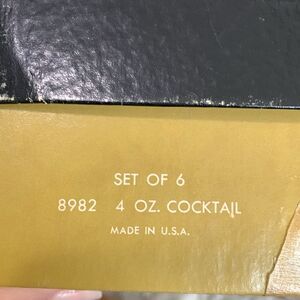 SET OF 6
8982 4 OZ. COCKTAIL
MADE IN U.S.A.